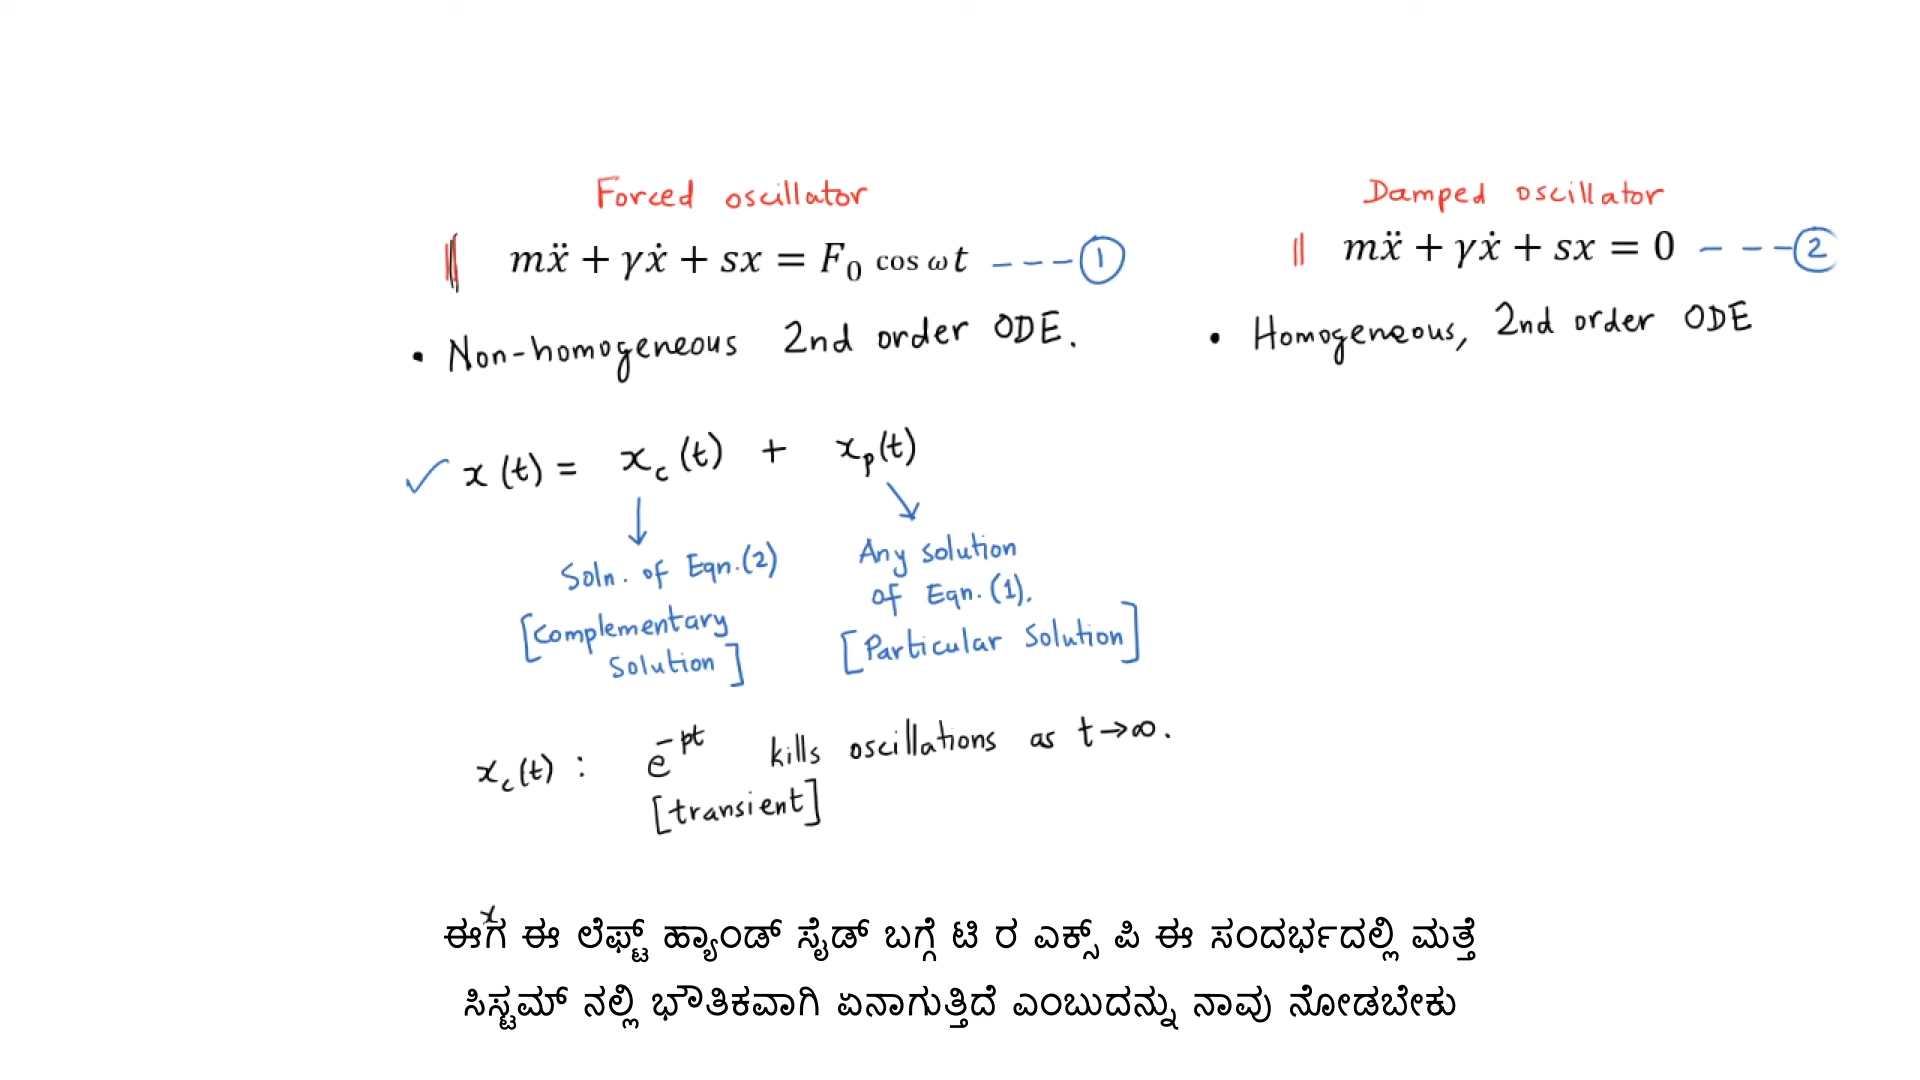 Forced oscillator
mẍ + γẋ + sx = F₀ cos ωt ---①
• Non-homogeneous 2nd order ODE.
Damped oscillator
mẍ + γẋ + sx = 0 ---②
• Homogeneous, 2nd order ODE
✓ x(t) = x_c(t) + x_p(t)
↓ ↘
Soln. of Eqn.(2)
[Complementary
Solution]
Any solution
of Eqn.(1).
[Particular Solution]
x_c(t) : e^{-pt} kills oscillations as t→∞.
[transient]
x
ಈಗ ಈ ಲೆಫ್ಟ್ ಹ್ಯಾಂಡ್ ಸೈಡ್ ಬಗ್ಗೆ ಟಿ ರ ಎಕ್ಸ್ ಪಿ ಈ ಸಂದರ್ಭದಲ್ಲಿ ಮತ್ತೆ
ಸಿಸ್ಟಮ್ ನಲ್ಲಿ ಭೌತಿಕವಾಗಿ ಏನಾಗುತ್ತಿದೆ ಎಂಬುದನ್ನು ನಾವು ನೋಡಬೇಕು